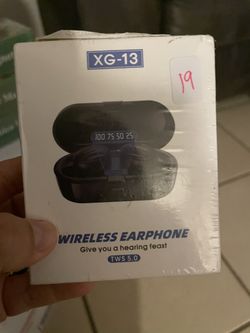 XG-13
19
100 75 50 25
WIRELESS EARPHONE
Give you a hearing feast
TWS 5.0